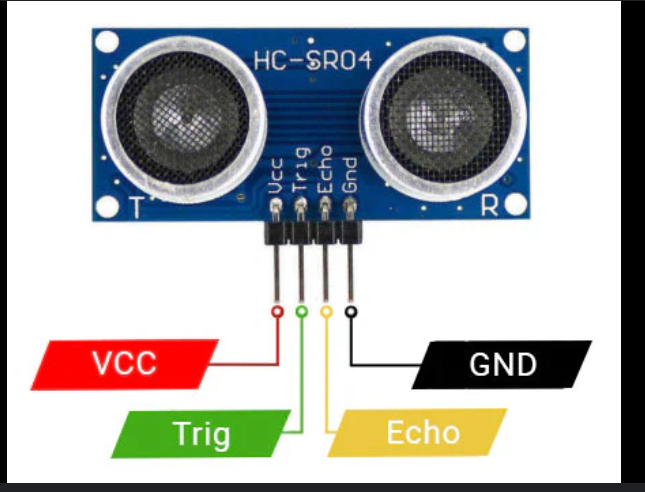 HC-SR04
Vcc
Trig
Echo
Gnd
T
R
VCC
GND
Trig
Echo